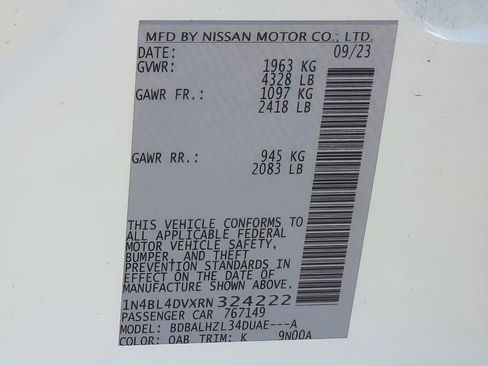 MFD BY NISSAN MOTOR CO., LTD.
DATE: 09/23
GVWR: 1963 KG
4328 LB
GAWR FR.: 1097 KG
2418 LB
GAWR RR.: 945 KG
2083 LB
THIS VEHICLE CONFORMS TO
ALL APPLICABLE FEDERAL
MOTOR VEHICLE SAFETY,
BUMPER, AND THEFT
PREVENTION STANDARDS IN
EFFECT ON THE DATE OF
MANUFACTURE SHOWN ABOVE.
1N4BL4DVXRN324222
PASSENGER CAR 767149
MODEL: BDBALHZL34DUAE---A
COLOR: QAB TRIM: K 9N00A